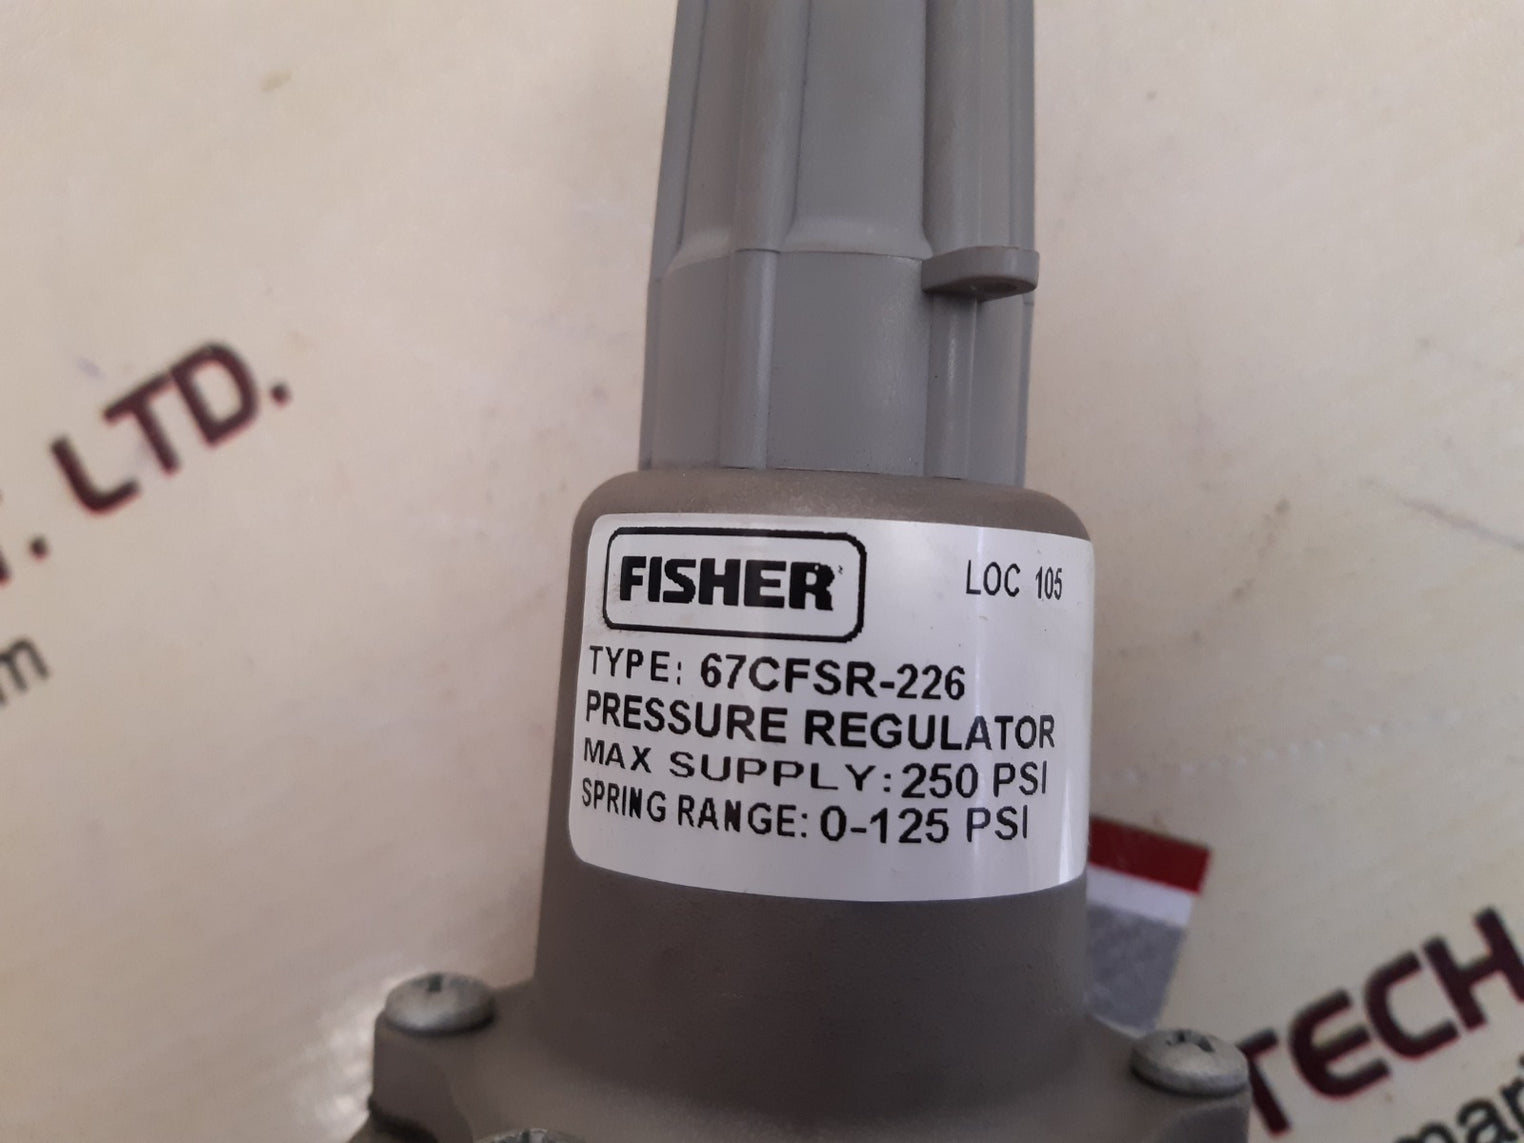 LTD.
m
FISHER
LOC 105
TYPE: 67CFSR-226
PRESSURE REGULATOR
MAX SUPPLY: 250 PSI
SPRING RANGE: 0-125 PSI
TECH